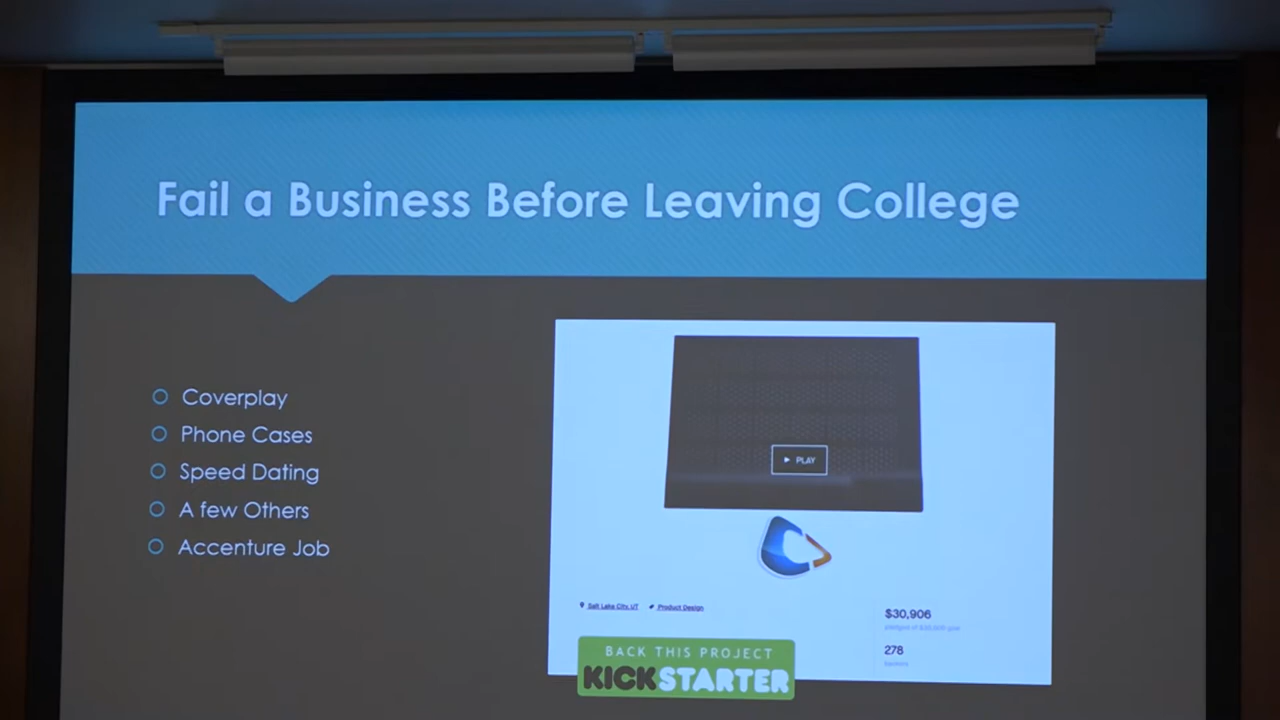 Fail a Business Before Leaving College
Coverplay
Phone Cases
Speed Dating
A few Others
Accenture Job
PLAY
Salt Lake City, UT
Product Design
$30,906
278
backers
BACK THIS PROJECT
KICKSTARTER